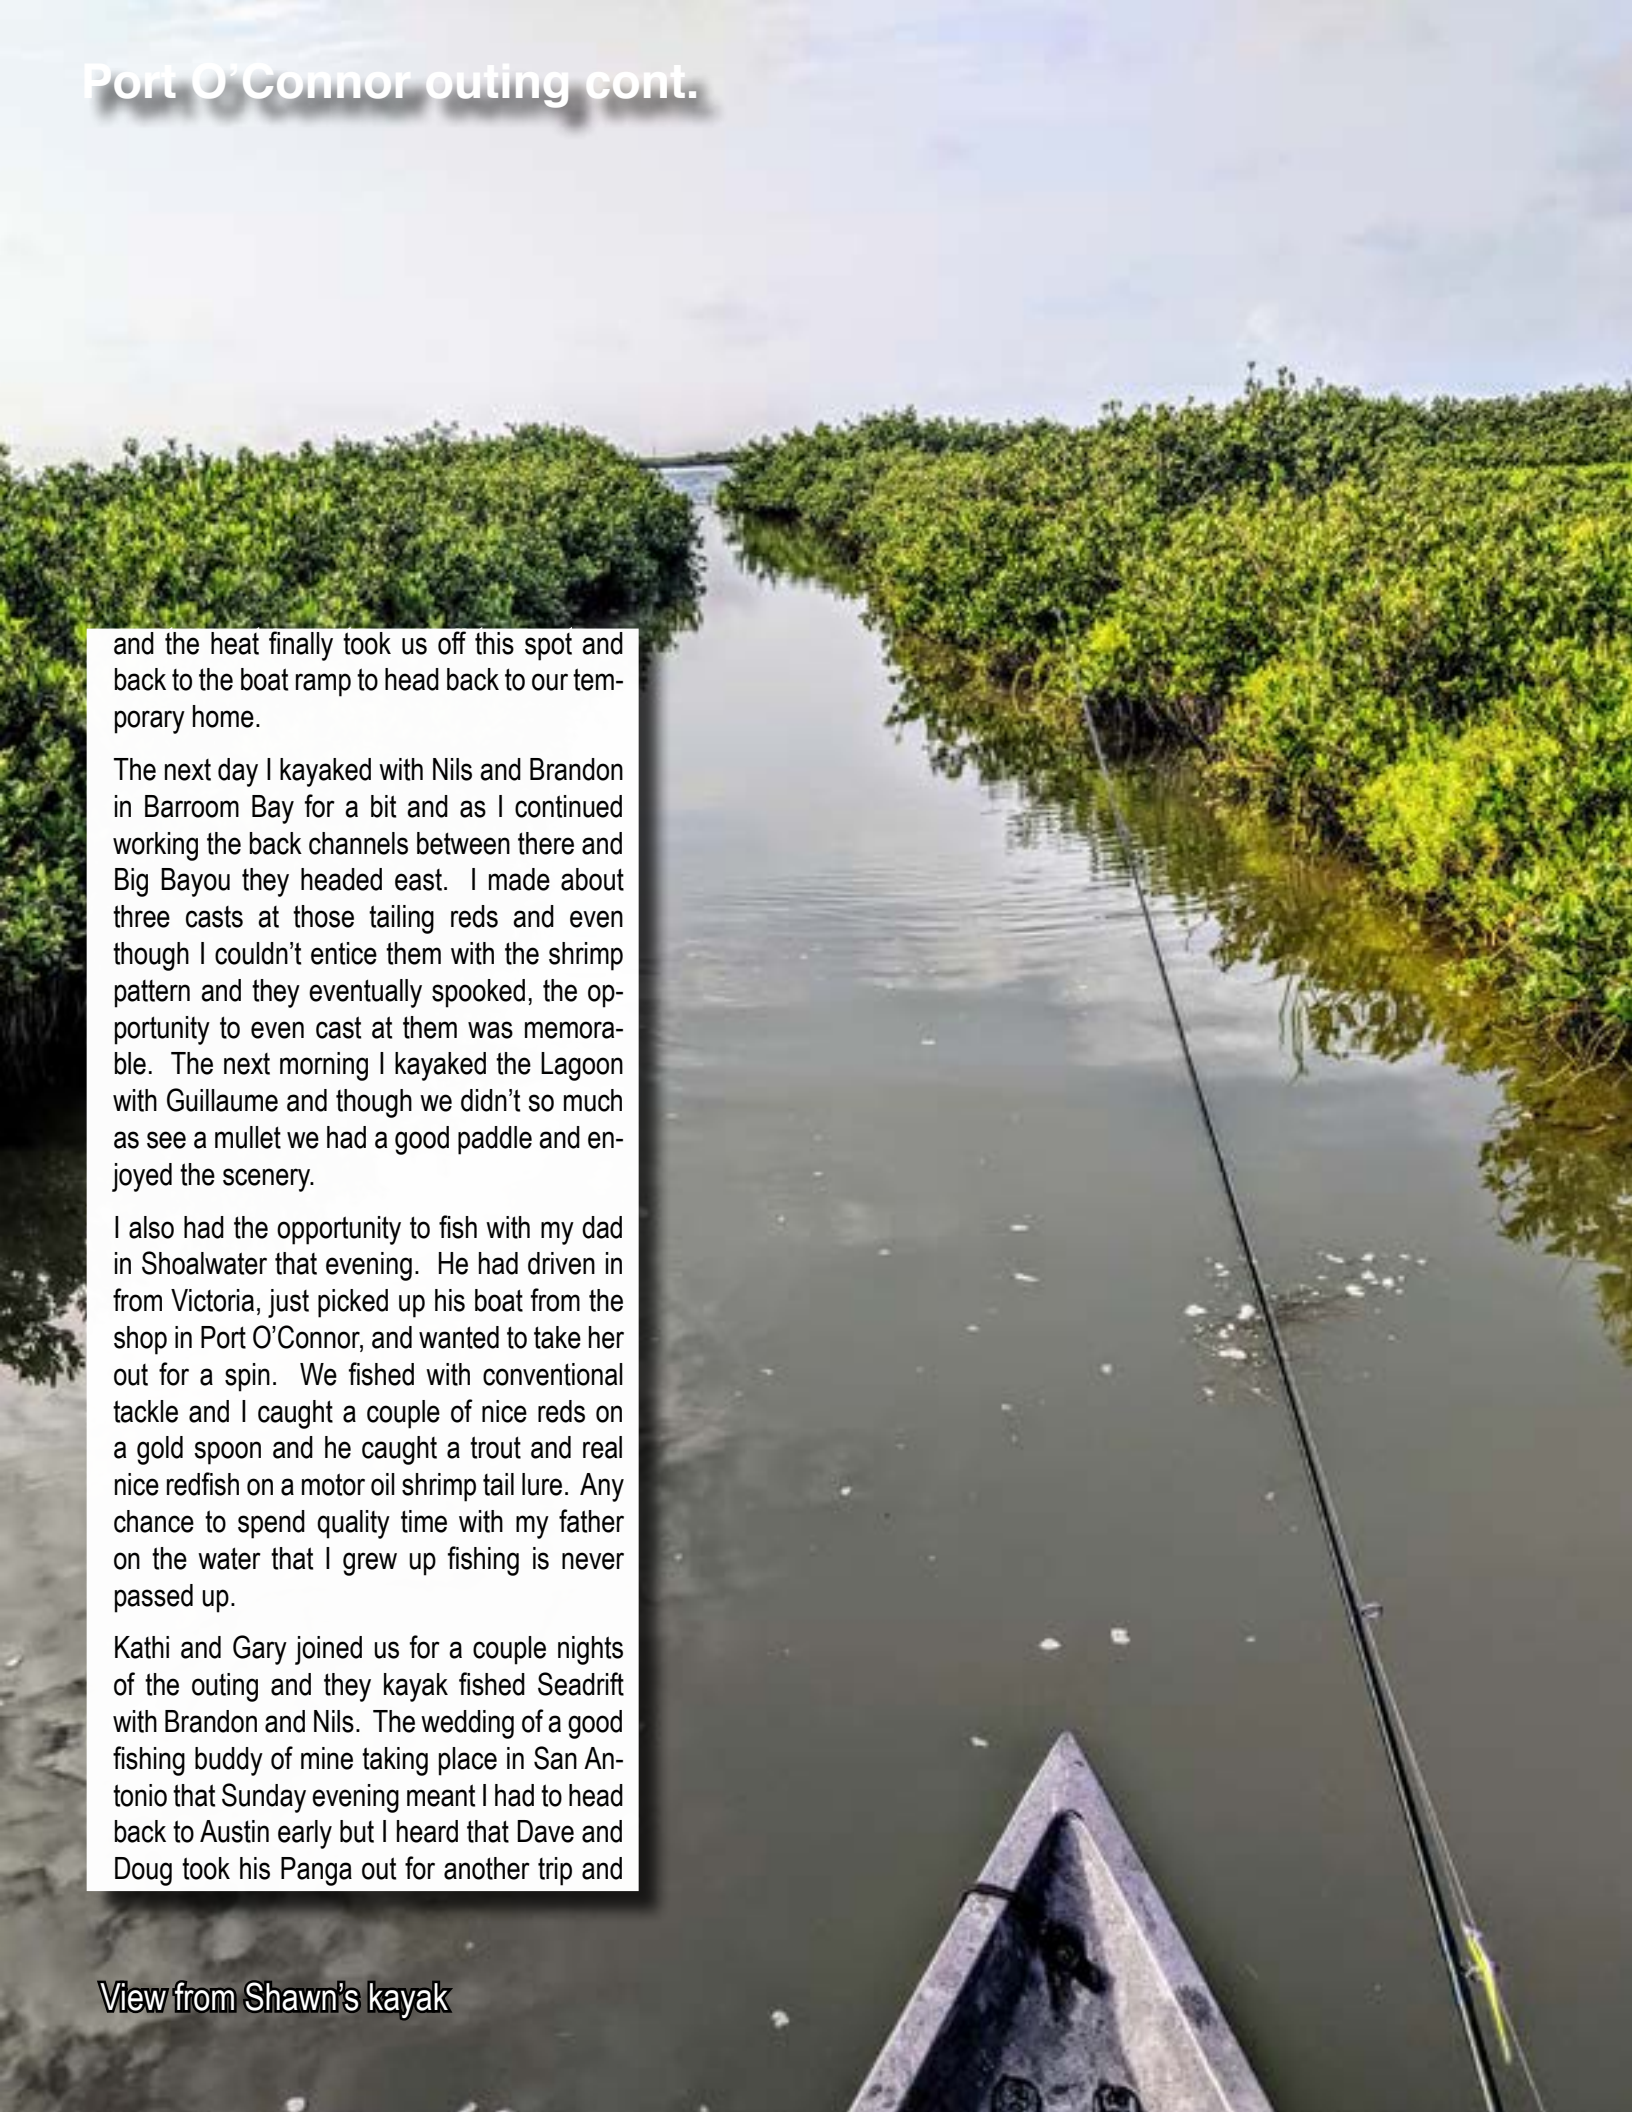 Port O’Connor outing cont.
and the heat finally took us off this spot and
back to the boat ramp to head back to our tem-
porary home.
The next day I kayaked with Nils and Brandon
in Barroom Bay for a bit and as I continued
working the back channels between there and
Big Bayou they headed east.  I made about
three casts at those tailing reds and even
though I couldn’t entice them with the shrimp
pattern and they eventually spooked, the op-
portunity to even cast at them was memora-
ble.  The next morning I kayaked the Lagoon
with Guillaume and though we didn’t so much
as see a mullet we had a good paddle and en-
joyed the scenery.
I also had the opportunity to fish with my dad
in Shoalwater that evening.  He had driven in
from Victoria, just picked up his boat from the
shop in Port O’Connor, and wanted to take her
out for a spin.  We fished with conventional
tackle and I caught a couple of nice reds on
a gold spoon and he caught a trout and real
nice redfish on a motor oil shrimp tail lure.  Any
chance to spend quality time with my father
on the water that I grew up fishing is never
passed up.
Kathi and Gary joined us for a couple nights
of the outing and they kayak fished Seadrift
with Brandon and Nils.  The wedding of a good
fishing buddy of mine taking place in San An-
tonio that Sunday evening meant I had to head
back to Austin early but I heard that Dave and
Doug took his Panga out for another trip and
View from Shawn’s kayak